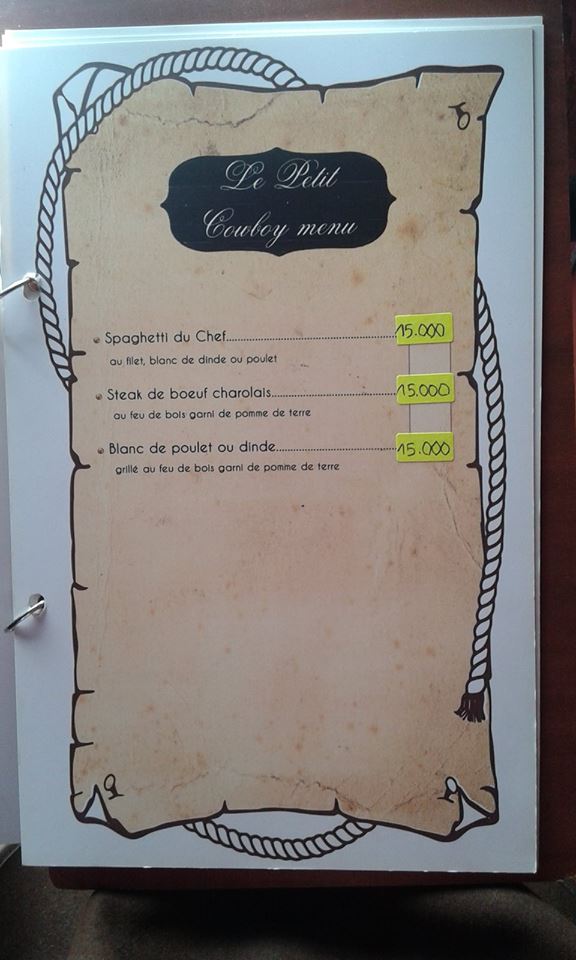 Le Petit
Cowboy menu
Spaghetti du Chef........................................15.000
au filet, blanc de dinde ou poulet
Steak de boeuf charolais..............................15.000
au feu de bois garni de pomme de terre
Blanc de poulet ou dinde.............................15.000
grillé au feu de bois garni de pomme de terre